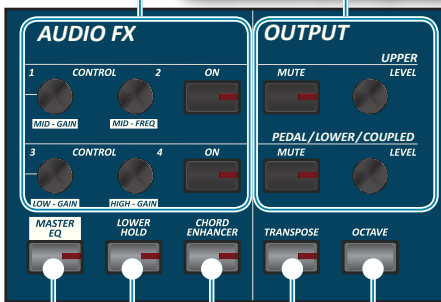 AUDIO FX
OUTPUT
UPPER
1 CONTROL 2 ON
MUTE LEVEL
MID - GAIN MID - FREQ
PEDAL/LOWER/COUPLED
3 CONTROL 4 ON
MUTE LEVEL
LOW - GAIN HIGH - GAIN
MASTER EQ
LOWER HOLD
CHORD ENHANCER
TRANSPOSE
OCTAVE